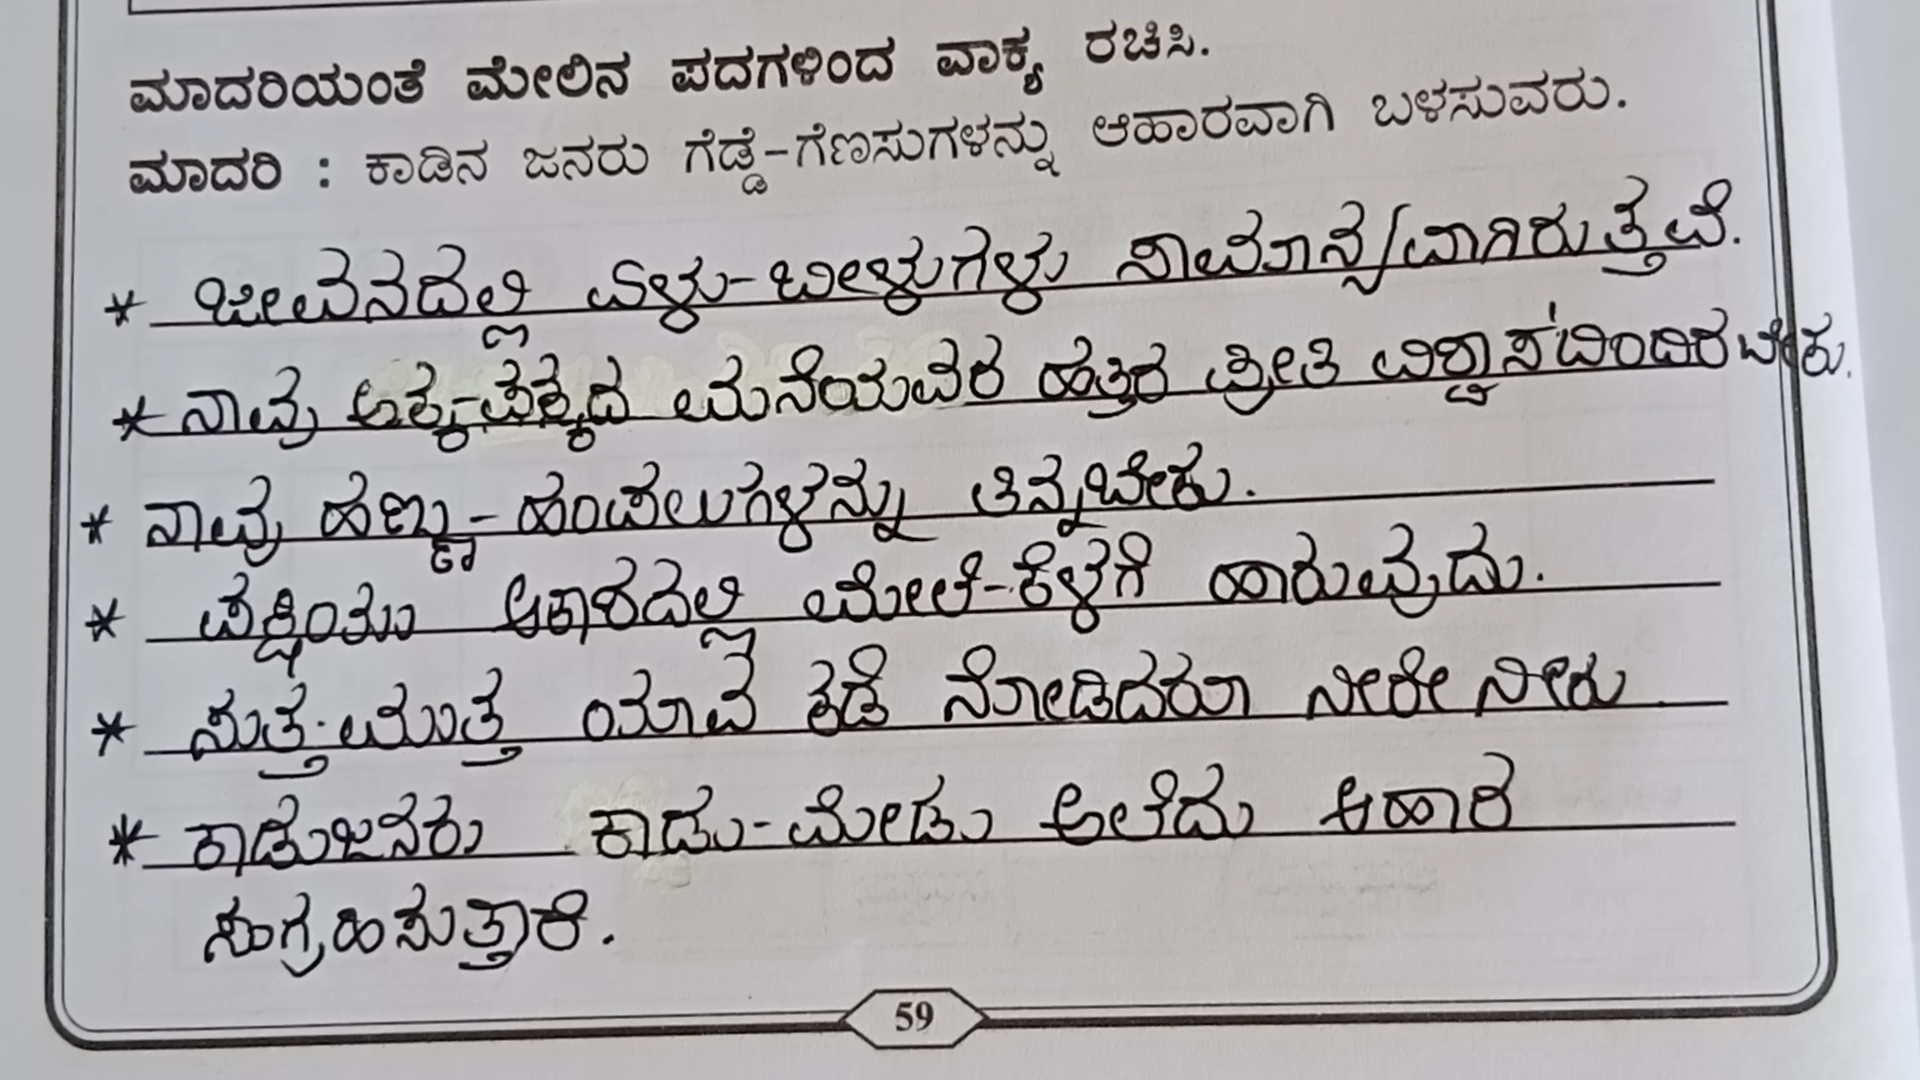 ಮಾದರಿಯಂತೆ ಮೇಲಿನ ಪದಗಳಿಂದ ವಾಕ್ಯ ರಚಿಸಿ.
ಮಾದರಿ : ಕಾಡಿನ ಜನರು ಗೆಡ್ಡೆ-ಗೆಣಸುಗಳನ್ನು ಆಹಾರವಾಗಿ ಬಳಸುವರು.
* ಜೀವನದಲ್ಲಿ ಏಳು-ಬೀಳುಗಳು ಸಾಮಾನ್ಯವಾಗಿರುತ್ತವೆ.
* ನಾವು ಅಕ್ಕ-ಪಕ್ಕದ ಮನೆಯವರ ಹತ್ತಿರ ಪ್ರೀತಿ ವಿಶ್ವಾಸದಿಂದಿರಬೇಕು.
* ನಾವು ಹಣ್ಣು-ಹಂಪಲುಗಳನ್ನು ತಿನ್ನಬೇಕು.
* ಪಕ್ಷಿಯು ಆಕಾಶದಲ್ಲಿ ಮೇಲೆ-ಕೆಳಗೆ ಹಾರುವುದು.
* ಸುತ್ತ-ಮುತ್ತ ಯಾವ ಕಡೆ ನೋಡಿದರೂ ನೀರೇ ನೀರು
* ಕಾಡುಜನರು ಕಾಡು-ಮೇಡು ಅಲೆದು ಆಹಾರ
ಸಂಗ್ರಹಿಸುತ್ತಾರೆ.
59